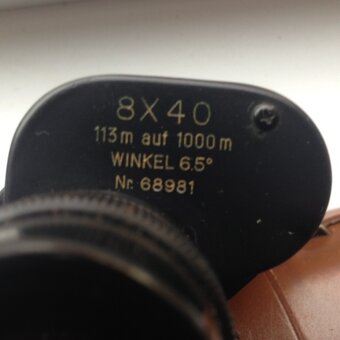 8X40
113m auf 1000m
WINKEL 6.5°
Nr. 68981